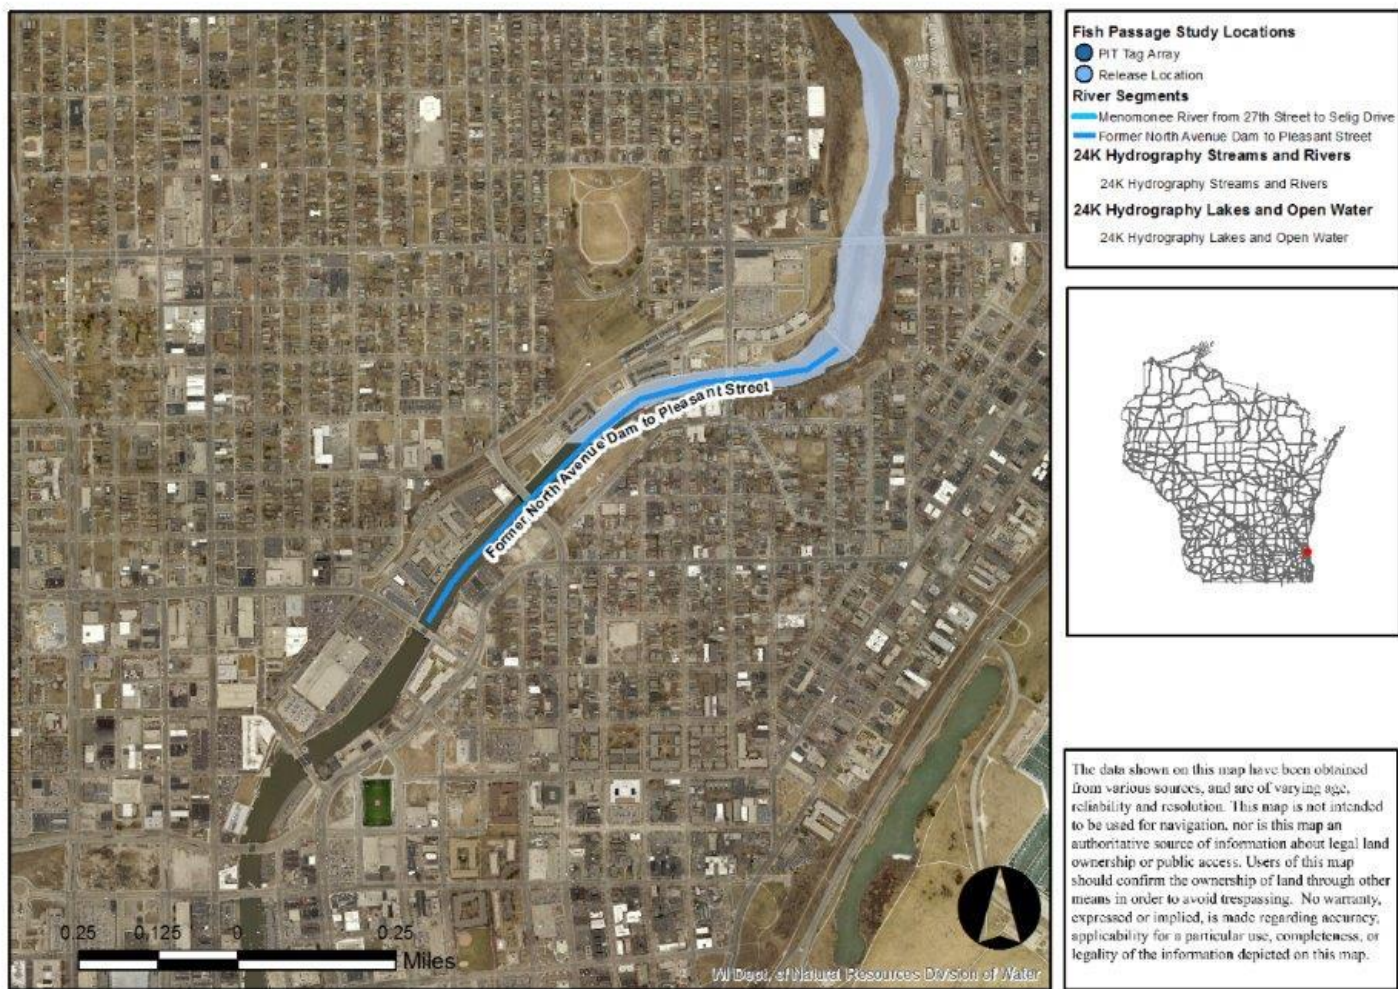 Fish Passage Study Locations
PIT Tag Array
Release Location
River Segments
Menomonee River from 27th Street to Selig Drive
Former North Avenue Dam to Pleasant Street
24K Hydrography Streams and Rivers
24K Hydrography Streams and Rivers
24K Hydrography Lakes and Open Water
24K Hydrography Lakes and Open Water
Former North Avenue Dam to Pleasant Street
0.25 0.125 0 0.25
Miles
WI Dept. of Natural Resources Division of Water
The data shown on this map have been obtained
from various sources, and are of varying age,
reliability and resolution. This map is not intended
to be used for navigation, nor is this map an
authoritative source of information about legal land
ownership or public access. Users of this map
should confirm the ownership of land through other
means in order to avoid trespassing. No warranty,
expressed or implied, is made regarding accuracy,
applicability for a particular use, completeness, or
legality of the information depicted on this map.